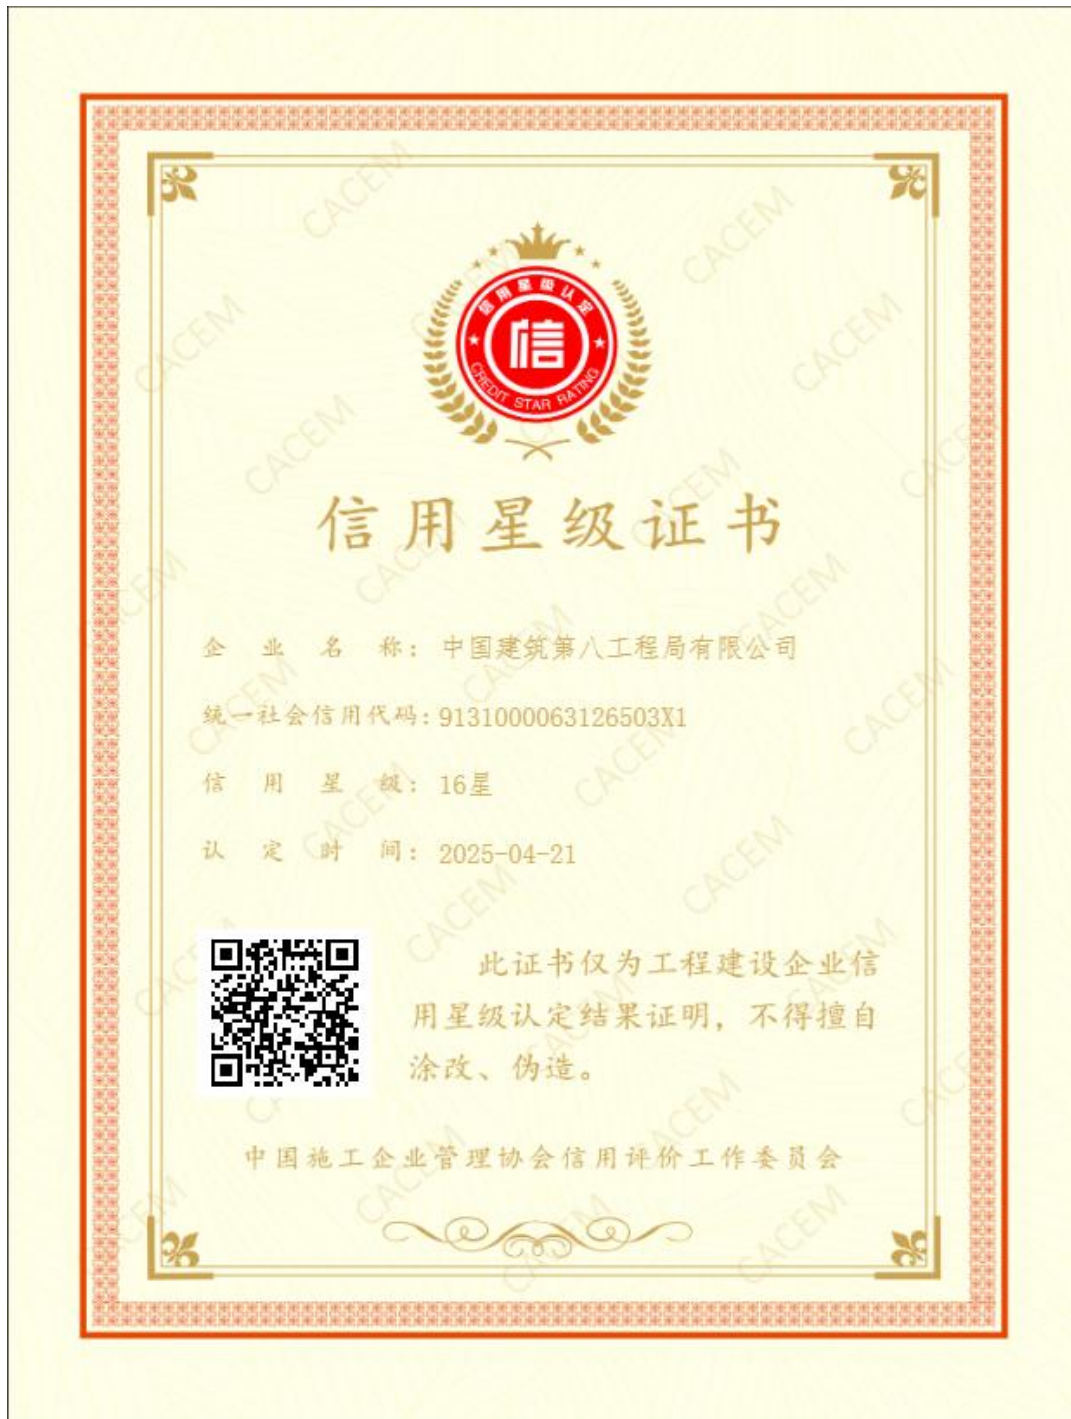 信用星级认定
信
CREDIT STAR RATING
信用星级证书
企业名称：中国建筑第八工程局有限公司
统一社会信用代码：9131000063126503X1
信用星级：16星
认定时间：2025-04-21
此证书仅为工程建设企业信
用星级认定结果证明，不得擅自
涂改、伪造。
中国施工企业管理协会信用评价工作委员会
CACEM